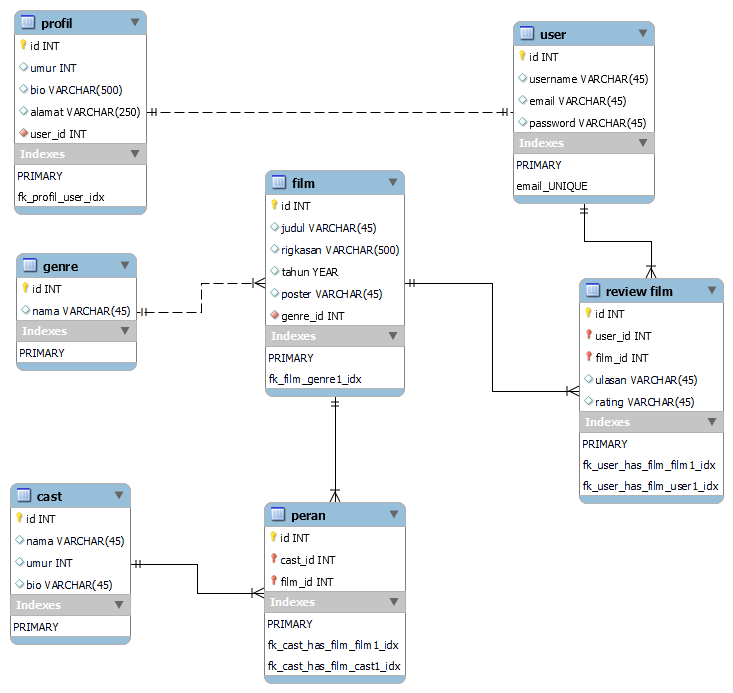 profil
id INT
umur INT
bio VARCHAR(500)
alamat VARCHAR(250)
user_id INT
Indexes
PRIMARY
fk_profil_user_idx
user
id INT
username VARCHAR(45)
email VARCHAR(45)
password VARCHAR(45)
Indexes
PRIMARY
email_UNIQUE
film
id INT
judul VARCHAR(45)
rigkasan VARCHAR(500)
tahun YEAR
poster VARCHAR(45)
genre_id INT
Indexes
PRIMARY
fk_film_genre1_idx
genre
id INT
nama VARCHAR(45)
Indexes
PRIMARY
review film
id INT
user_id INT
film_id INT
ulasan VARCHAR(45)
rating VARCHAR(45)
Indexes
PRIMARY
fk_user_has_film_film1_idx
fk_user_has_film_user1_idx
cast
id INT
nama VARCHAR(45)
umur INT
bio VARCHAR(45)
Indexes
PRIMARY
peran
id INT
cast_id INT
film_id INT
Indexes
PRIMARY
fk_cast_has_film_film1_idx
fk_cast_has_film_cast1_idx